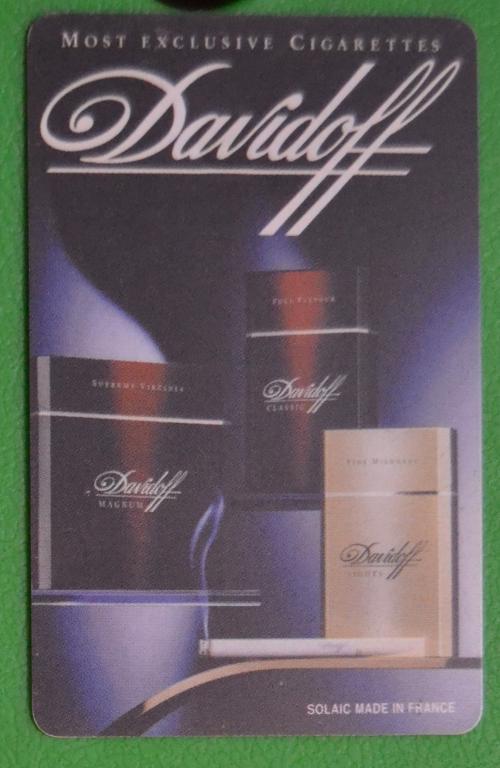 MOST EXCLUSIVE CIGARETTES
Davidoff
FULL FLAVOUR
Davidoff
CLASSIC
SUPREME VIRGINIA
Davidoff
MAGNUM
FINE MILDNESS
Davidoff
LIGHTS
SOLAIC MADE IN FRANCE